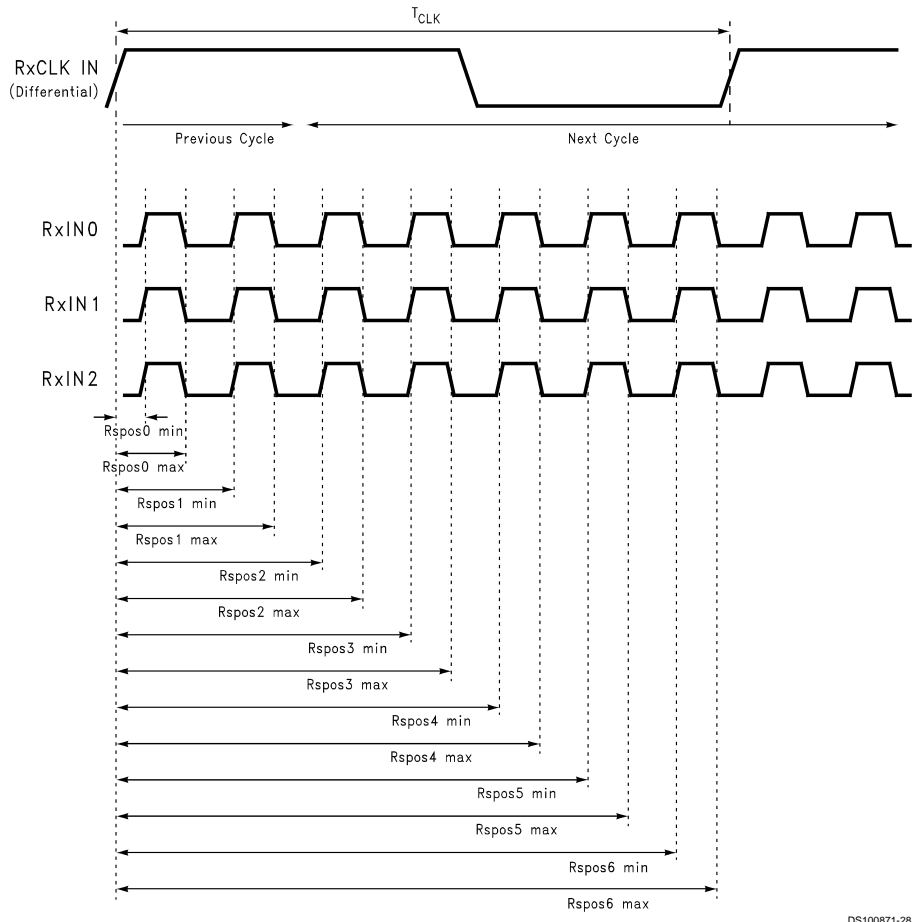 TCLK
RxCLK IN
(Differential)
Previous Cycle
Next Cycle
RxIN0
RxIN1
RxIN2
Rspos0 min
Rspos0 max
Rspos1 min
Rspos1 max
Rspos2 min
Rspos2 max
Rspos3 min
Rspos3 max
Rspos4 min
Rspos4 max
Rspos5 min
Rspos5 max
Rspos6 min
Rspos6 max
DS100871-28